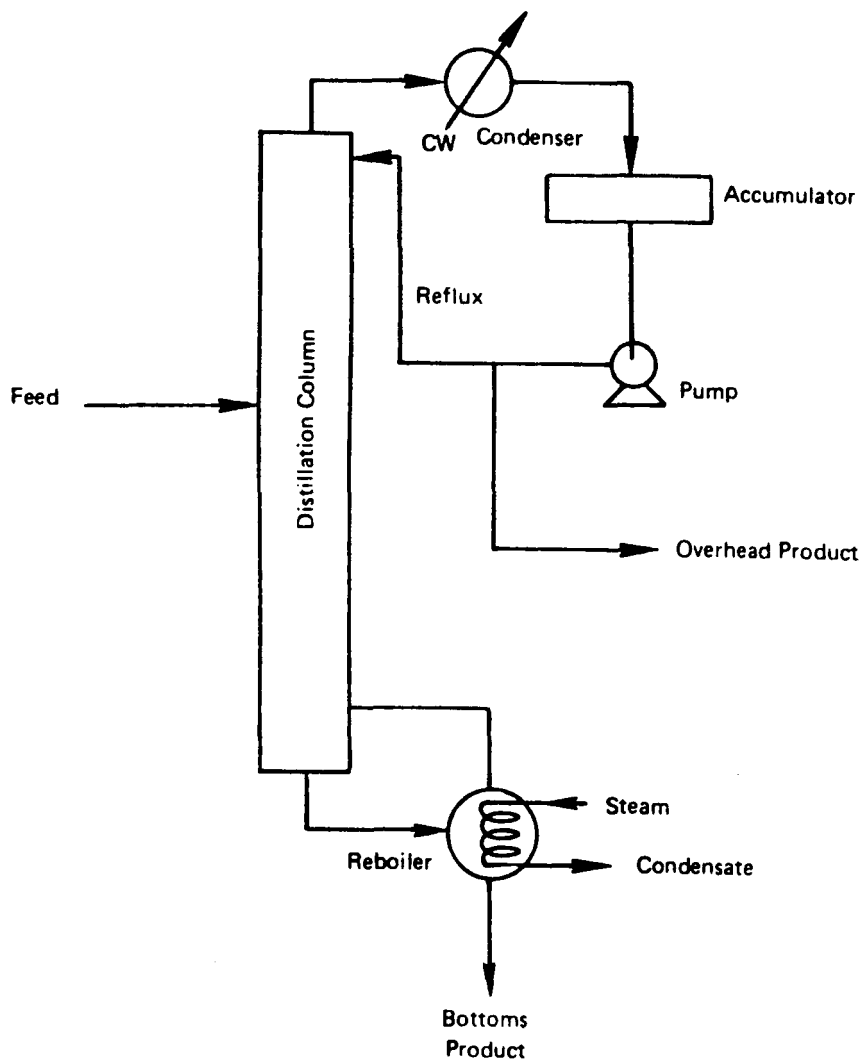 CW
Condenser
Accumulator
Reflux
Pump
Feed
Distillation Column
Overhead Product
Steam
Reboiler
Condensate
Bottoms
Product